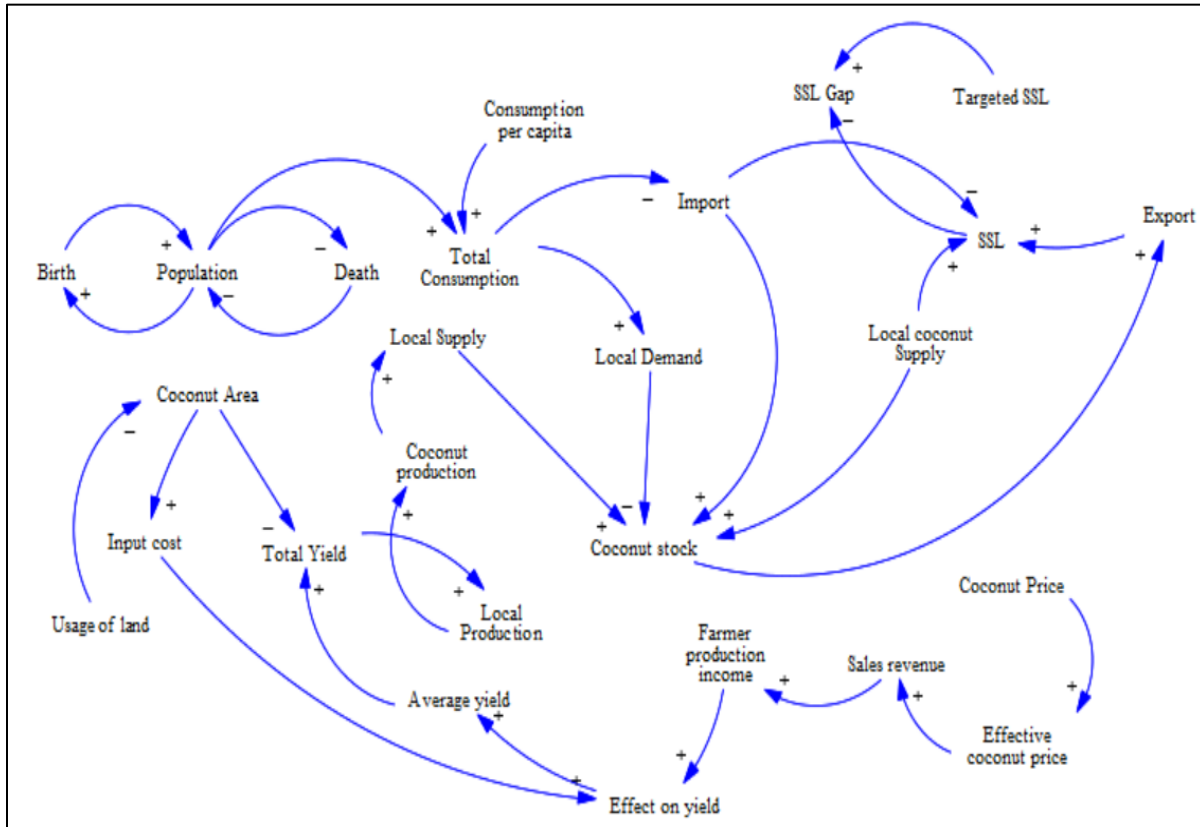 SSL Gap
Targeted SSL
Consumption
per capita
Import
Export
SSL
Birth
Population
Death
Total
Consumption
Local Supply
Local Demand
Local coconut
Supply
Coconut Area
Coconut
production
Input cost
Total Yield
Coconut stock
Usage of land
Local
Production
Coconut Price
Farmer
production
income
Sales revenue
Average yield
Effective
coconut price
Effect on yield
+
-
+
-
-
+
+
+
+
-
+
-
+
+
+
+
-
+
+
-
+
+
-
+
+
+
+
+
+
+
+
+
+